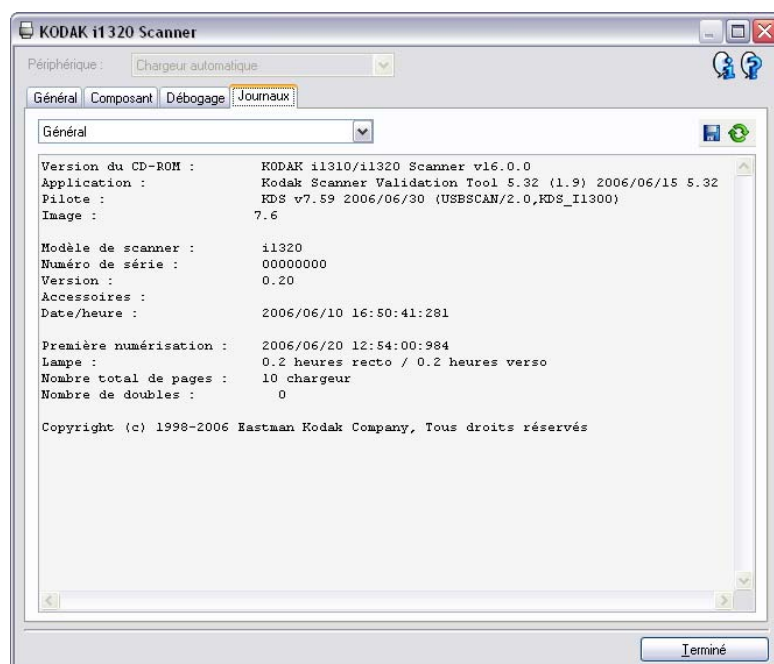 KODAK i1320 Scanner
Périphérique : Chargeur automatique
Général Composant Débogage Journaux
Général
Version du CD-ROM : KODAK i1310/i1320 Scanner v16.0.0
Application : Kodak Scanner Validation Tool 5.32 (1.9) 2006/06/15 5.32
Pilote : KDS v7.59 2006/06/30 (USBSCAN/2.0,KDS_I1300)
Image : 7.6
Modèle de scanner : i1320
Numéro de série : 00000000
Version : 0.20
Accessoires :
Date/heure : 2006/06/10 16:50:41:281
Première numérisation : 2006/06/20 12:54:00:984
Lampe : 0.2 heures recto / 0.2 heures verso
Nombre total de pages : 10 chargeur
Nombre de doubles : 0
Copyright (c) 1998-2006 Eastman Kodak Company, Tous droits réservés
Terminé